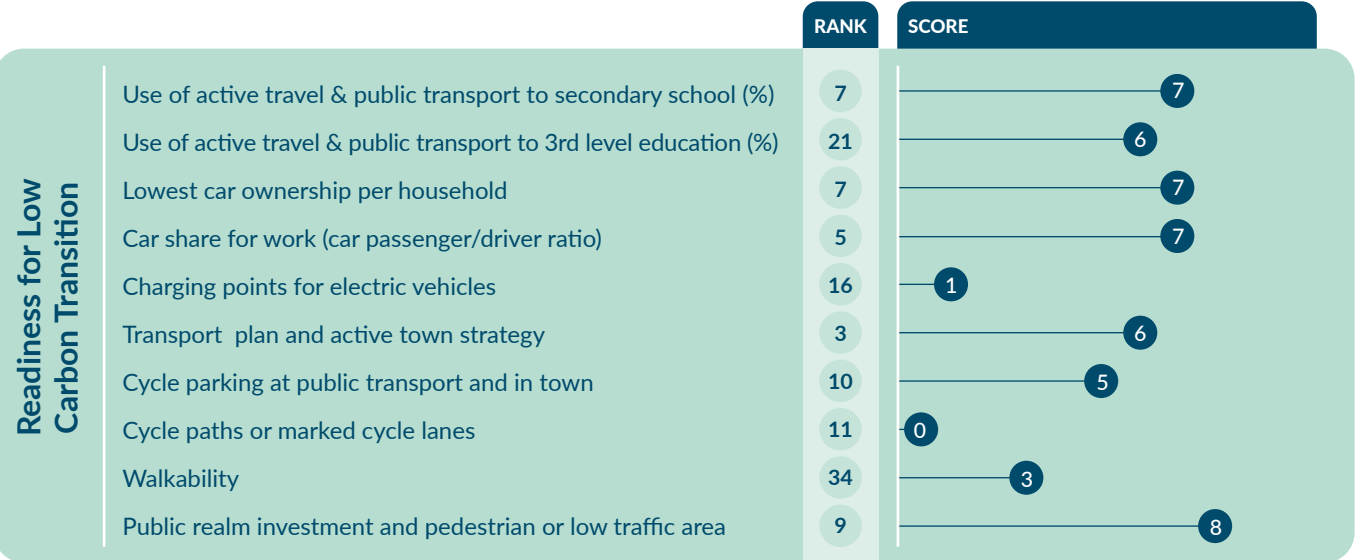 RANK SCORE
Readiness for Low
Carbon Transition
Use of active travel & public transport to secondary school (%) 7 7
Use of active travel & public transport to 3rd level education (%) 21 6
Lowest car ownership per household 7 7
Car share for work (car passenger/driver ratio) 5 7
Charging points for electric vehicles 16 1
Transport  plan and active town strategy 3 6
Cycle parking at public transport and in town 10 5
Cycle paths or marked cycle lanes 11 0
Walkability 34 3
Public realm investment and pedestrian or low traffic area 9 8